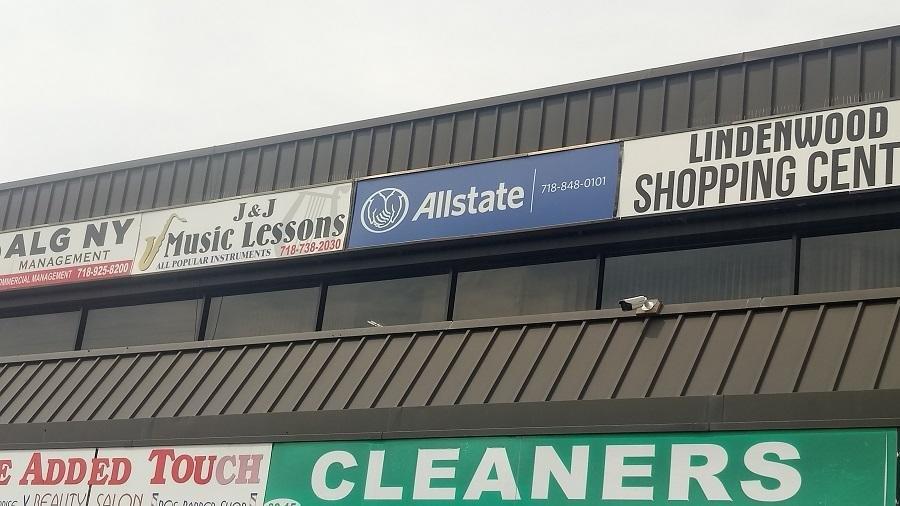 ALG NY
MANAGEMENT
COMMERCIAL MANAGEMENT 718-925-8200
J&J
Music Lessons
ALL POPULAR INSTRUMENTS 718-738-2030
Allstate 718-848-0101
LINDENWOOD
SHOPPING CENT
E ADDED TOUCH
BEAUTY SALON
CLEANERS